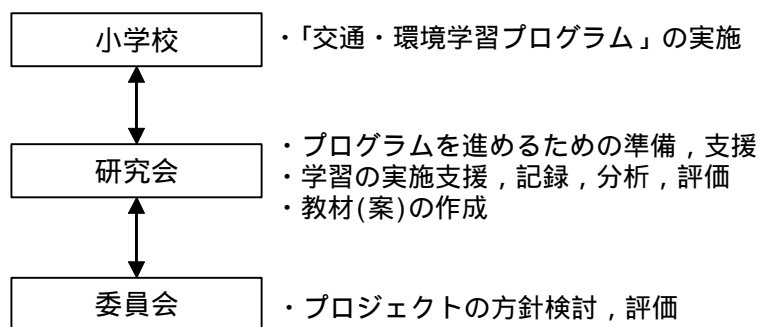 小学校
・「交通・環境学習プログラム」の実施
研究会
・プログラムを進めるための準備，支援
・学習の実施支援，記録，分析，評価
・教材(案)の作成
委員会
・プロジェクトの方針検討，評価